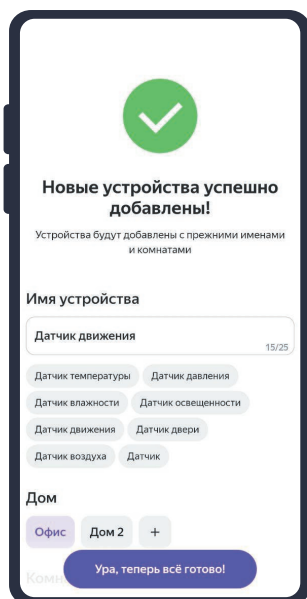 Новые устройства успешно
добавлены!
Устройства будут добавлены с прежними именами
и комнатами
Имя устройства
Датчик движения
15/25
Датчик температуры Датчик давления
Датчик влажности Датчик освещенности
Датчик движения Датчик двери
Датчик воздуха Датчик
Дом
Офис Дом 2 +
Ура, теперь всё готово!